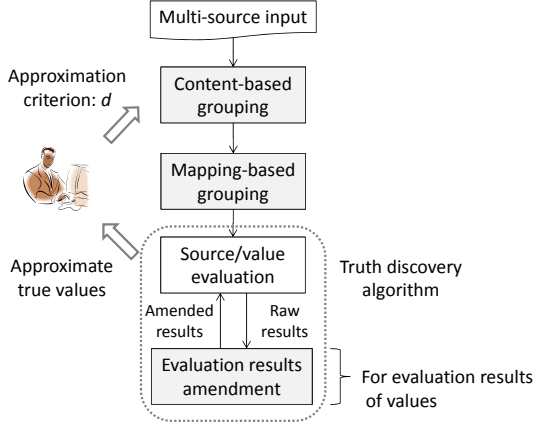 Multi-source input
Approximation
criterion: d
Content-based
grouping
Mapping-based
grouping
Source/value
evaluation
Approximate
true values
Truth discovery
algorithm
Amended
results
Raw
results
Evaluation results
amendment
For evaluation results
of values